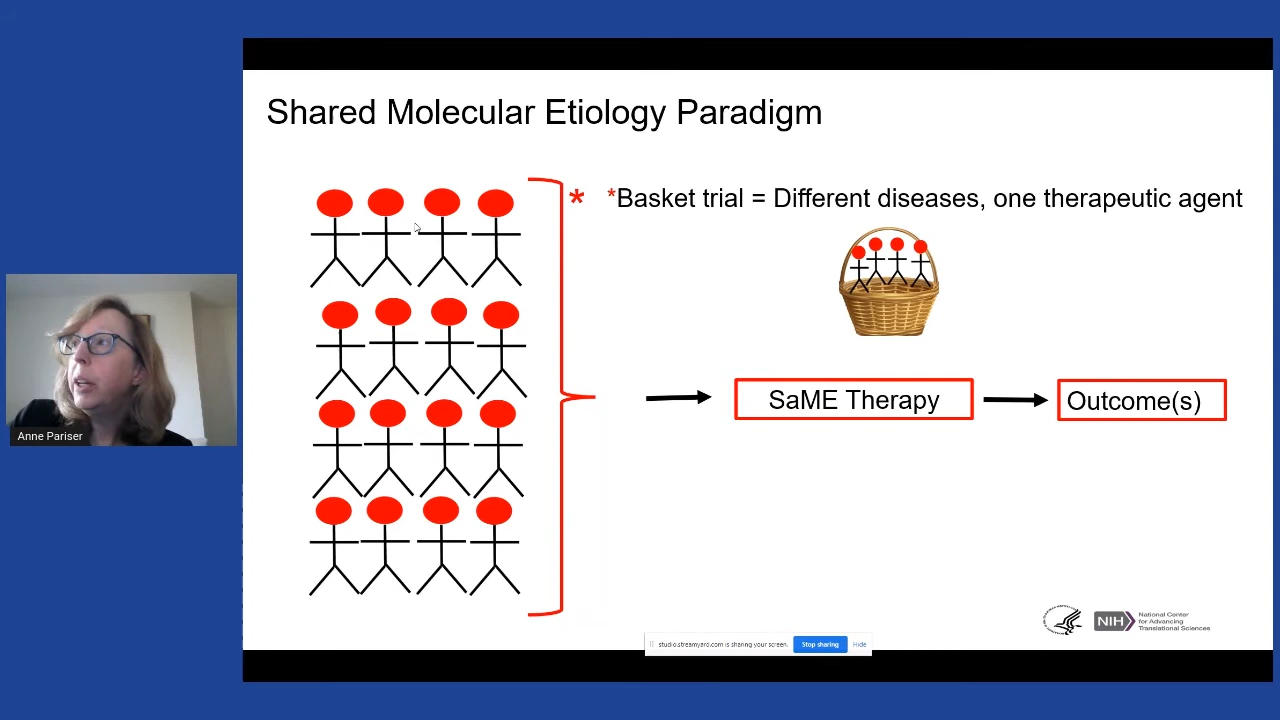 Shared Molecular Etiology Paradigm
*
*Basket trial = Different diseases, one therapeutic agent
SaME Therapy
Outcome(s)
Anne Pariser
NIH
National Center
for Advancing
Translational Sciences
studio.streamyard.com is sharing your screen.
Stop sharing
Hide